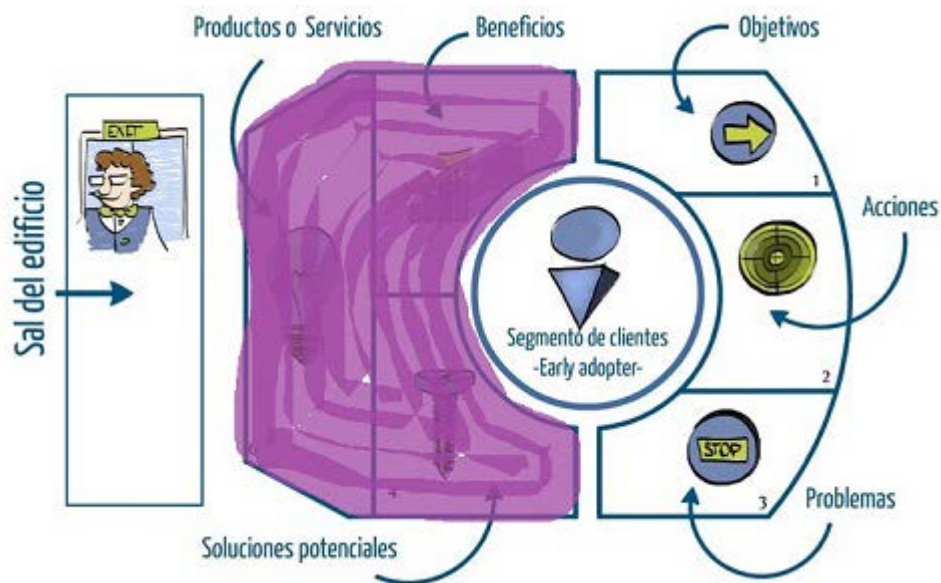 Productos o Servicios
Beneficios
Objetivos
EXIT
1
Acciones
Sal del edificio
Segmento de clientes
-Early adopter-
2
STOP
4
3
Problemas
Soluciones potenciales